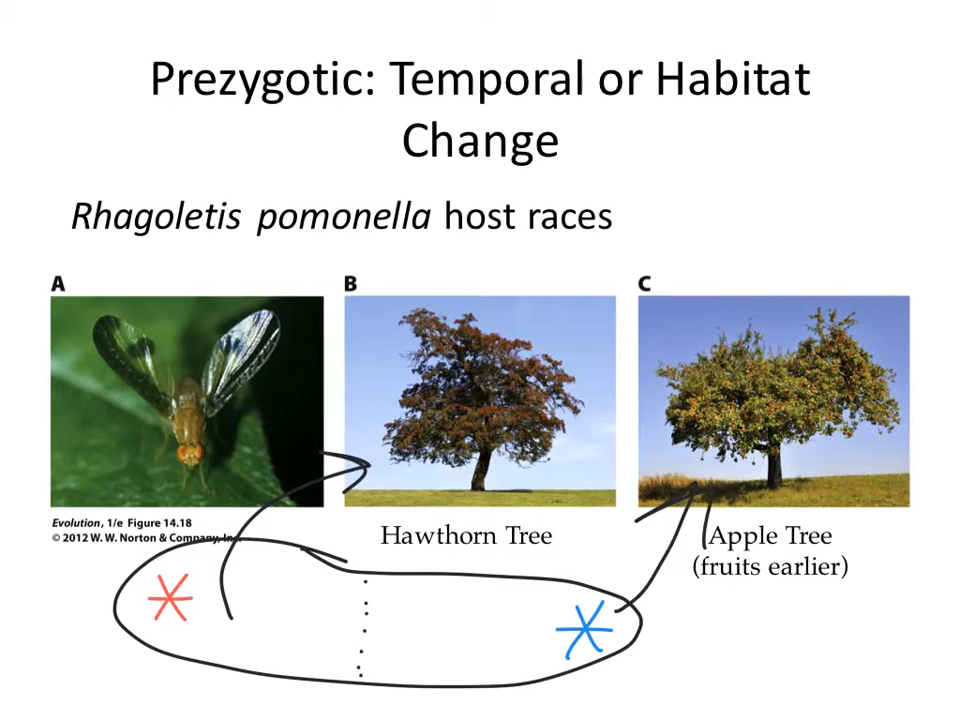 Prezygotic: Temporal or Habitat
Change
Rhagoletis pomonella host races
A
B
C
Evolution, 1/e Figure 14.18
© 2012 W. W. Norton & Company, Inc.
Hawthorn Tree
Apple Tree
(fruits earlier)